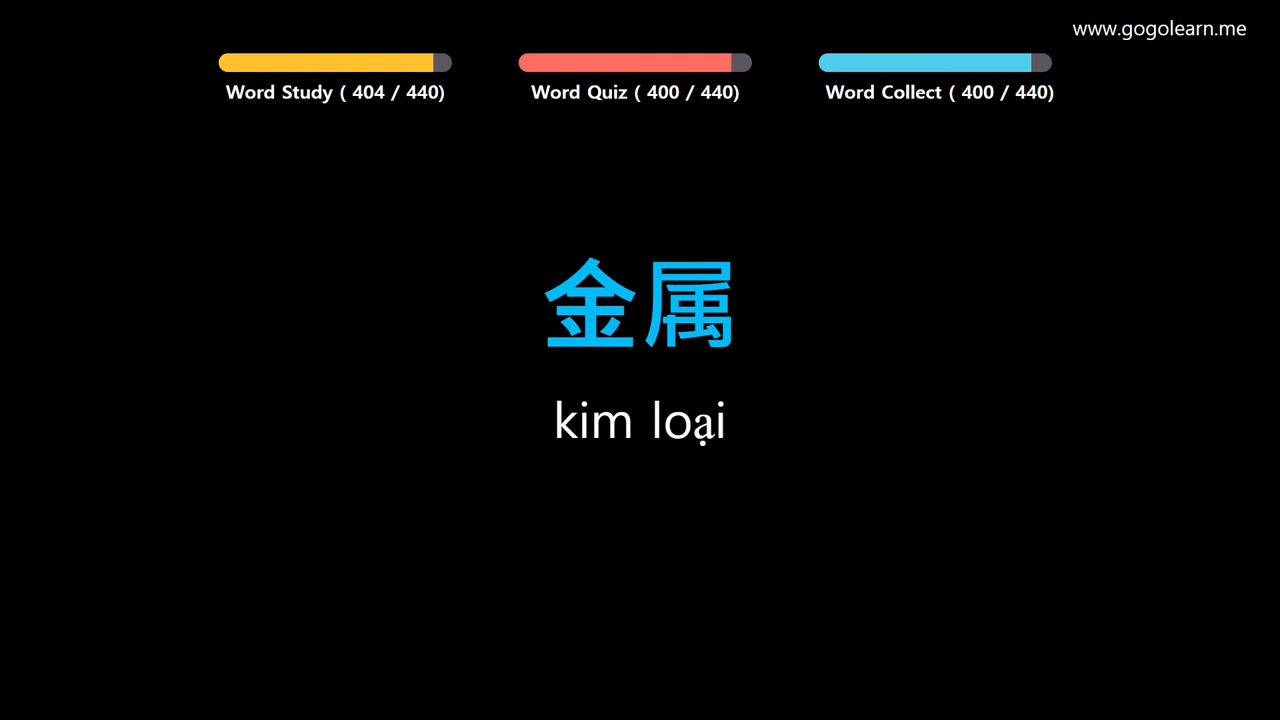 www.gogolearn.me
Word Study ( 404 / 440)
Word Quiz ( 400 / 440)
Word Collect ( 400 / 440)
金属
kim loại